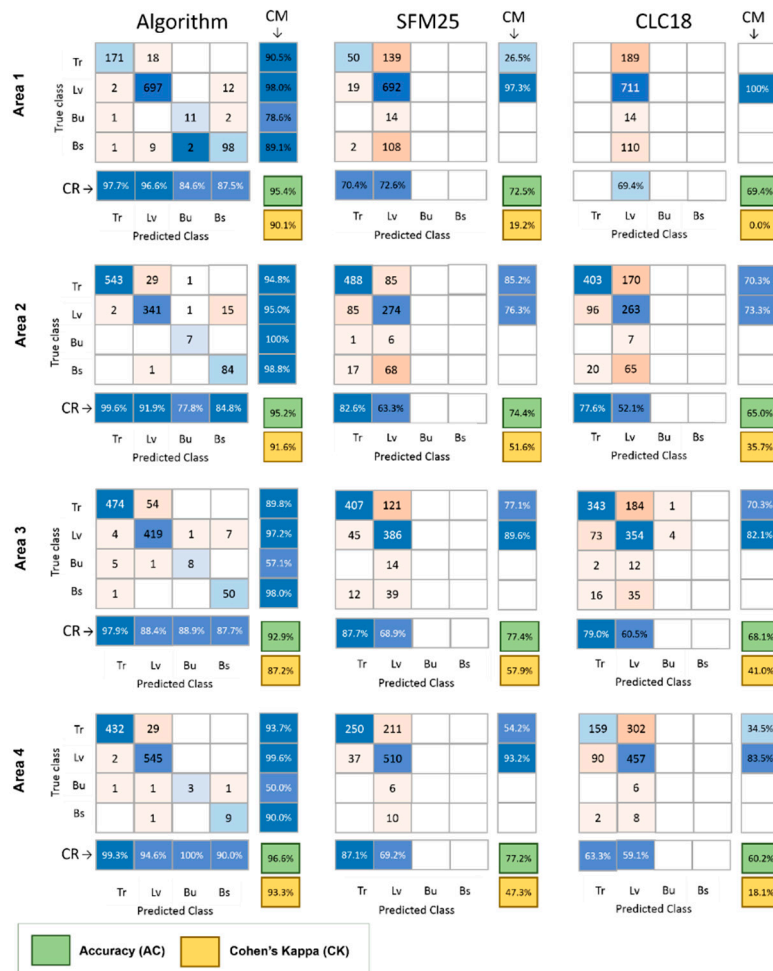 Algorithm SFM25 CLC18
CM CM CM
↓ ↓ ↓
Area 1
True class
Tr 171 18 90.5% 50 139 26.5% 189
Lv 2 697 12 98.0% 19 692 97.3% 711 100%
Bu 1 11 2 78.6% 14 14
Bs 1 9 2 98 89.1% 2 108 110
CR → 97.7% 96.6% 84.6% 87.5% 95.4% 70.4% 72.6% 72.5% 69.4% 69.4%
Tr Lv Bu Bs 90.1% Tr Lv Bu Bs 19.2% Tr Lv Bu Bs 0.0%
Predicted Class Predicted Class Predicted Class
Area 2
True class
Tr 543 29 1 94.8% 488 85 85.2% 403 170 70.3%
Lv 2 341 1 15 95.0% 85 274 76.3% 96 263 73.3%
Bu 7 100% 1 6 7
Bs 1 84 98.8% 17 68 20 65
CR → 99.6% 91.9% 77.8% 84.8% 95.2% 82.6% 63.3% 74.4% 77.6% 52.1% 65.0%
Tr Lv Bu Bs 91.6% Tr Lv Bu Bs 51.6% Tr Lv Bu Bs 35.7%
Predicted Class Predicted Class Predicted Class
Area 3
True class
Tr 474 54 89.8% 407 121 77.1% 343 184 1 70.3%
Lv 4 419 1 7 97.2% 45 386 89.6% 73 354 4 82.1%
Bu 5 1 8 57.1% 14 2 12
Bs 1 50 98.0% 12 39 16 35
CR → 97.9% 88.4% 88.9% 87.7% 92.9% 87.7% 68.9% 77.4% 79.0% 60.5% 68.1%
Tr Lv Bu Bs 87.2% Tr Lv Bu Bs 57.9% Tr Lv Bu Bs 41.0%
Predicted Class Predicted Class Predicted Class
Area 4
True class
Tr 432 29 93.7% 250 211 54.2% 159 302 34.5%
Lv 2 545 99.6% 37 510 93.2% 90 457 83.5%
Bu 1 1 3 1 50.0% 6 6
Bs 1 9 90.0% 10 2 8
CR → 99.3% 94.6% 100% 90.0% 96.6% 87.1% 69.2% 77.2% 63.3% 59.1% 60.2%
Tr Lv Bu Bs 93.3% Tr Lv Bu Bs 47.3% Tr Lv Bu Bs 18.1%
Predicted Class Predicted Class Predicted Class
Accuracy (AC) Cohen's Kappa (CK)